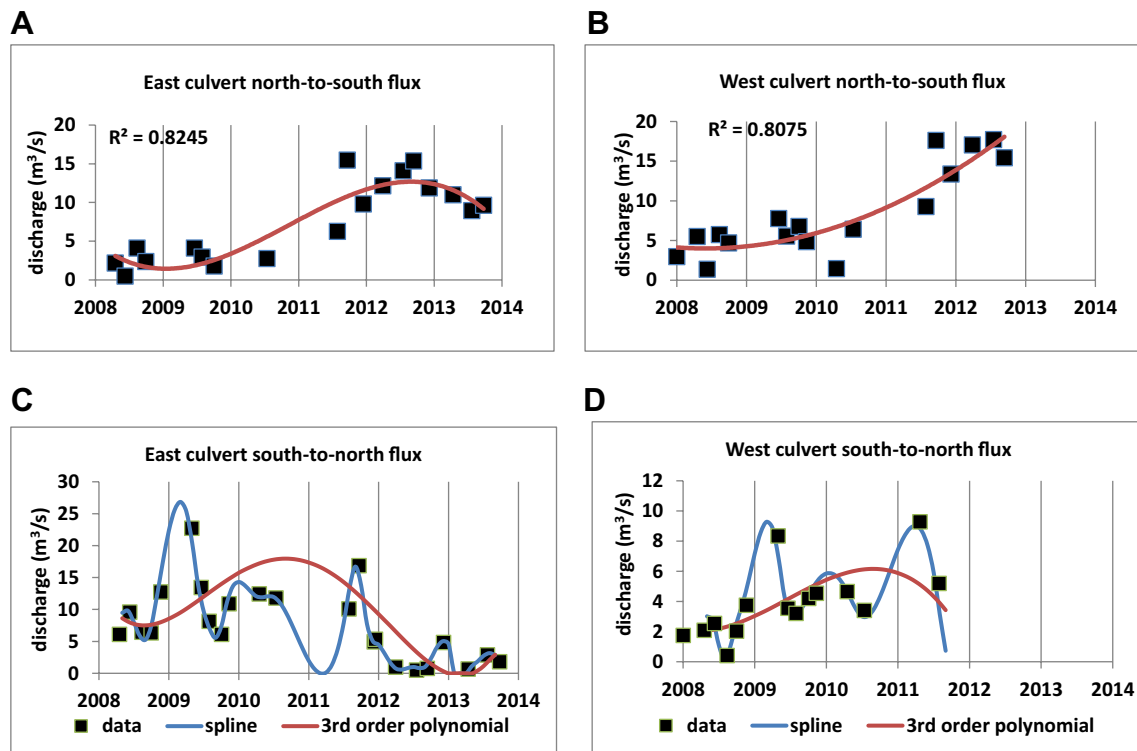 A
East culvert north-to-south flux
R² = 0.8245
discharge (m³/s)
20
15
10
5
0
2008 2009 2010 2011 2012 2013 2014
B
West culvert north-to-south flux
R² = 0.8075
discharge (m³/s)
20
15
10
5
0
2008 2009 2010 2011 2012 2013 2014
C
East culvert south-to-north flux
discharge (m³/s)
30
25
20
15
10
5
0
2008 2009 2010 2011 2012 2013 2014
data spline 3rd order polynomial
D
West culvert south-to-north flux
discharge (m³/s)
12
10
8
6
4
2
0
2008 2009 2010 2011 2012 2013 2014
data spline 3rd order polynomial